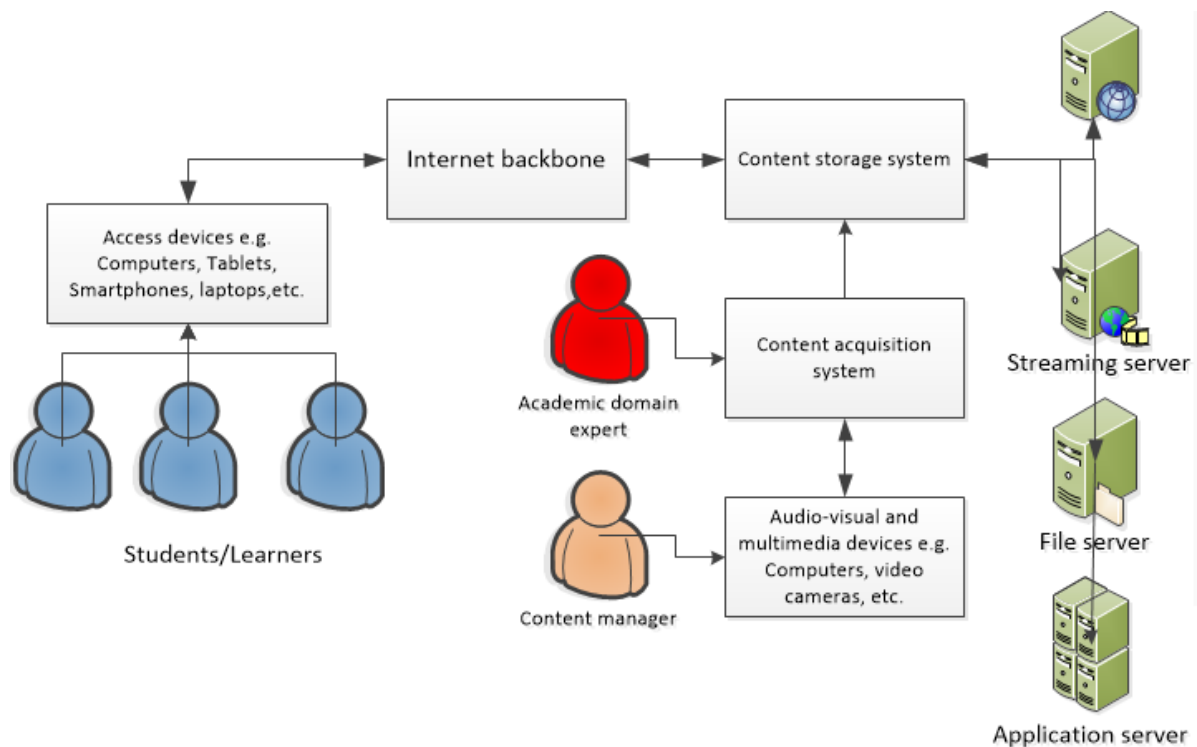 Internet backbone
Content storage system
Access devices e.g.
Computers, Tablets,
Smartphones, laptops,etc.
Content acquisition
system
Streaming server
Academic domain
expert
Audio-visual and
multimedia devices e.g.
Computers, video
cameras, etc.
File server
Students/Learners
Content manager
Application server